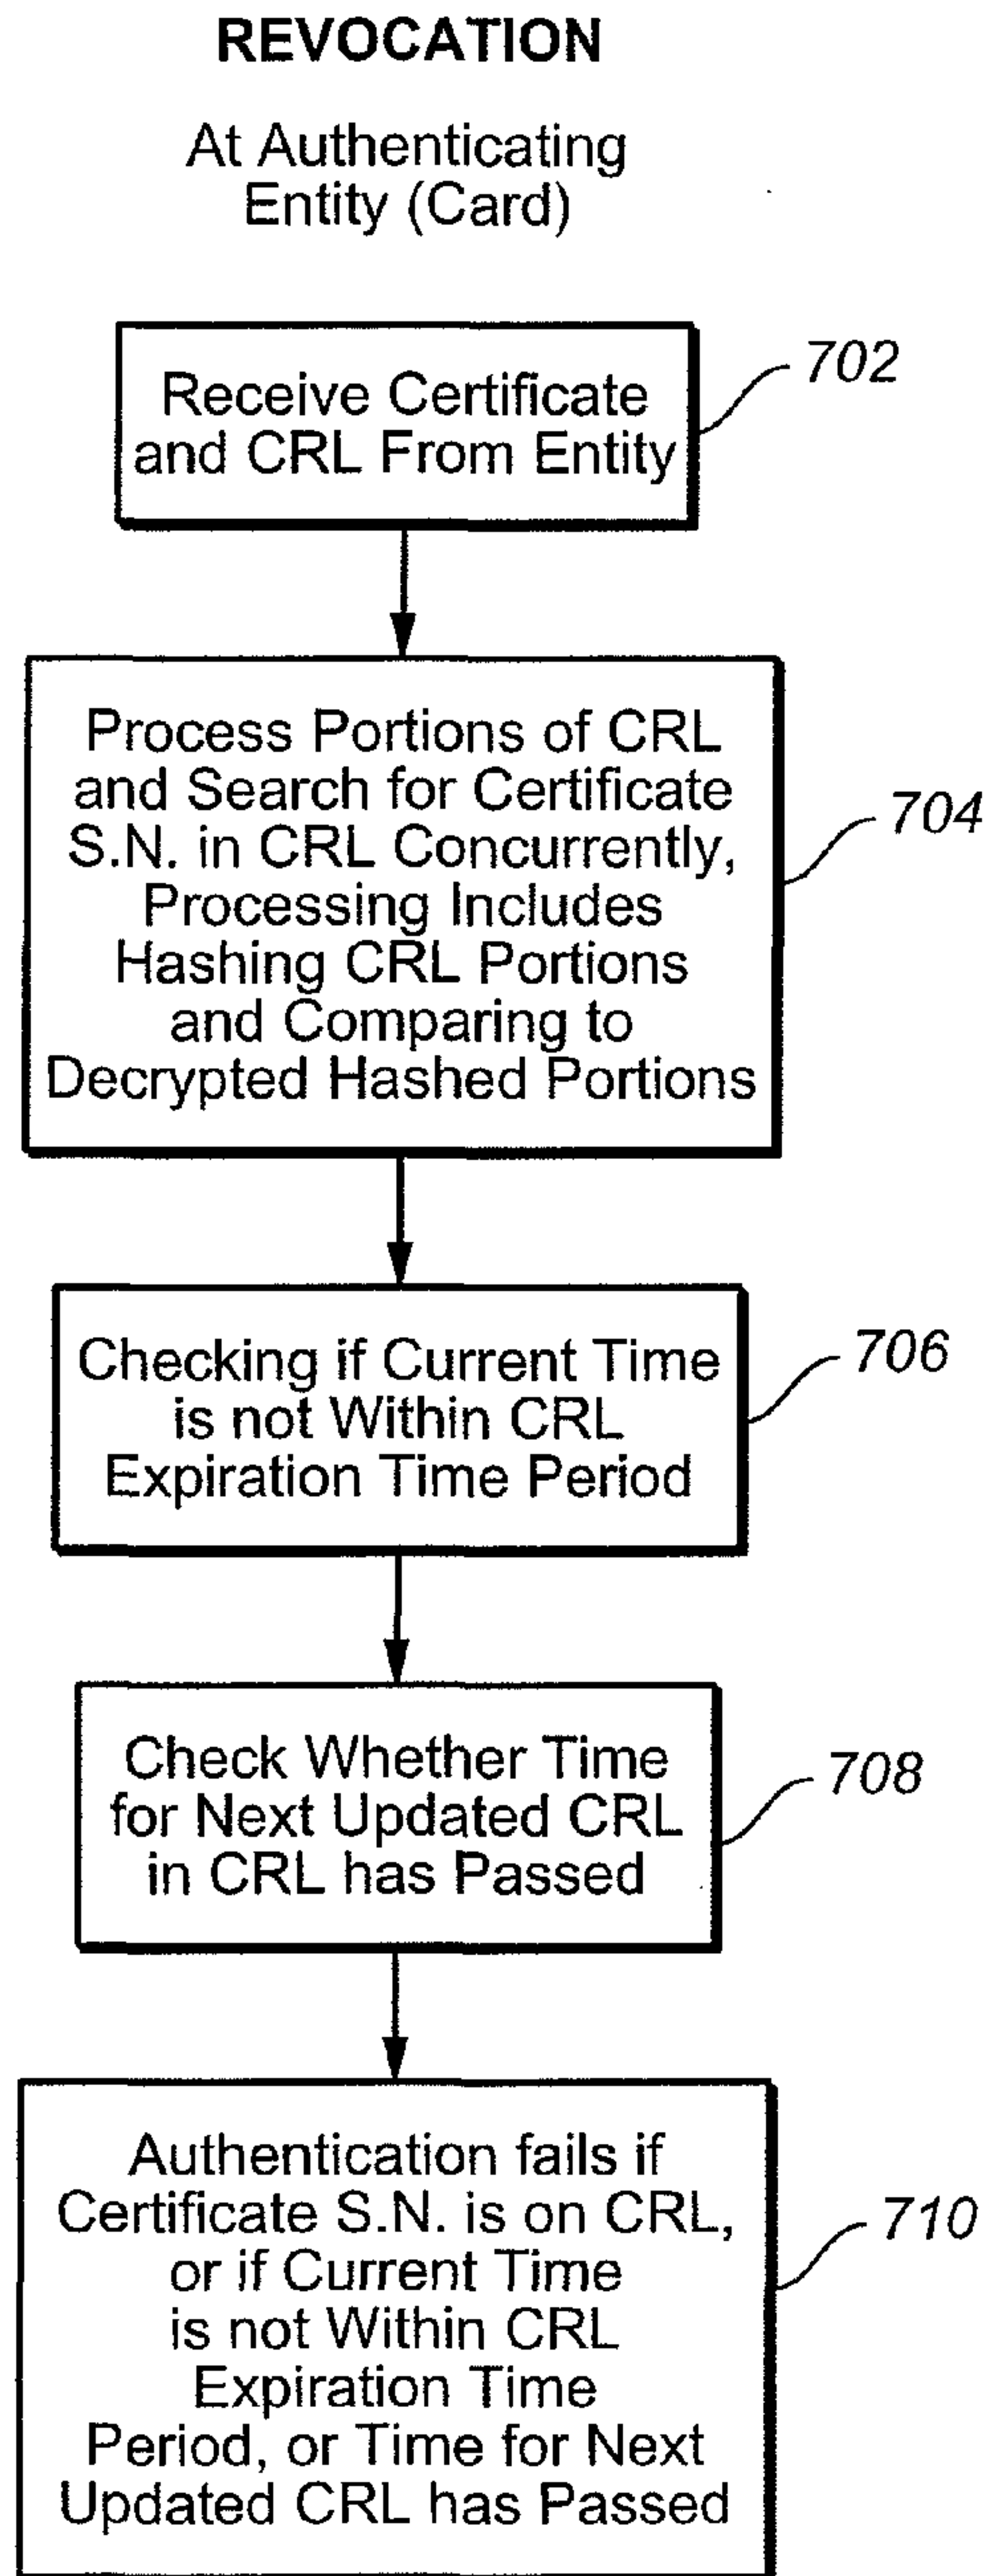 REVOCATION
At Authenticating
Entity (Card)
Receive Certificate
and CRL From Entity
702
Process Portions of CRL
and Search for Certificate
S.N. in CRL Concurrently,
Processing Includes
Hashing CRL Portions
and Comparing to
Decrypted Hashed Portions
704
Checking if Current Time
is not Within CRL
Expiration Time Period
706
Check Whether Time
for Next Updated CRL
in CRL has Passed
708
Authentication fails if
Certificate S.N. is on CRL,
or if Current Time
is not Within CRL
Expiration Time
Period, or Time for Next
Updated CRL has Passed
710